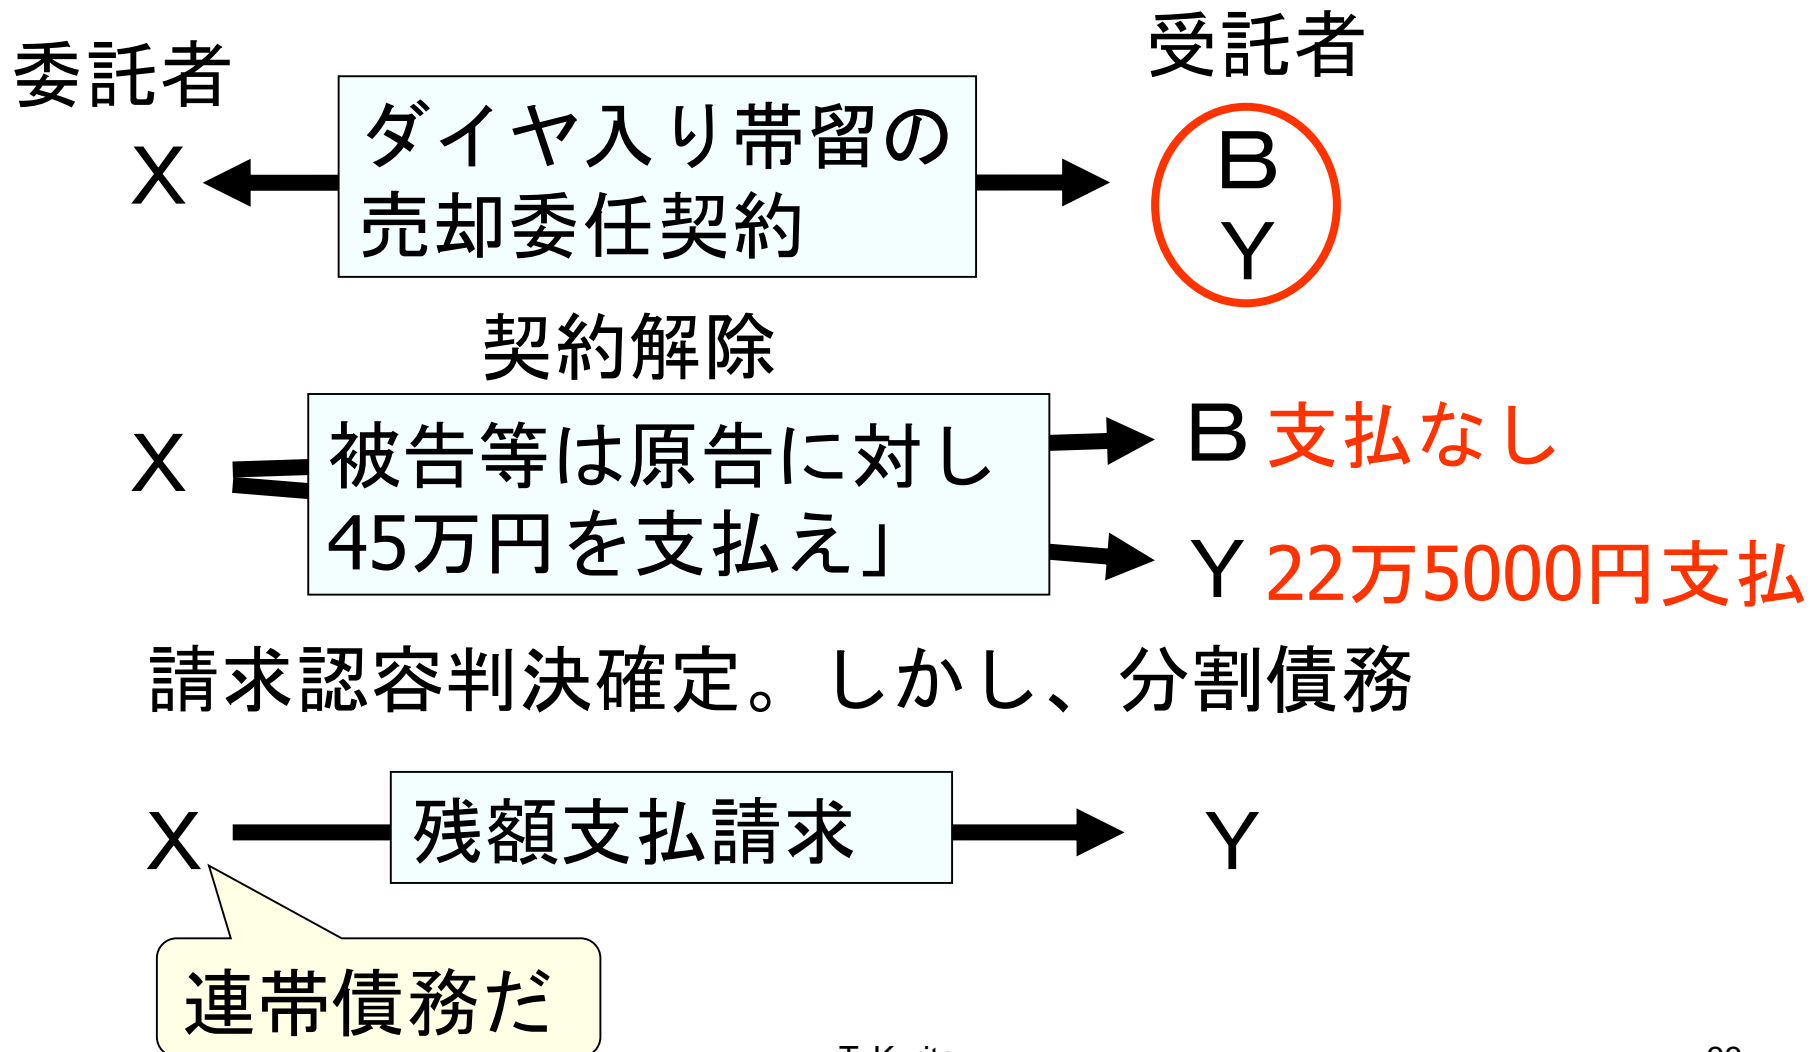 委託者
受託者
X
ダイヤ入り帯留の
売却委任契約
B
Y
契約解除
X
被告等は原告に対し
45万円を支払え」
B 支払なし
Y 22万5000円支払
請求認容判決確定。しかし、分割債務
X
残額支払請求
Y
連帯債務だ